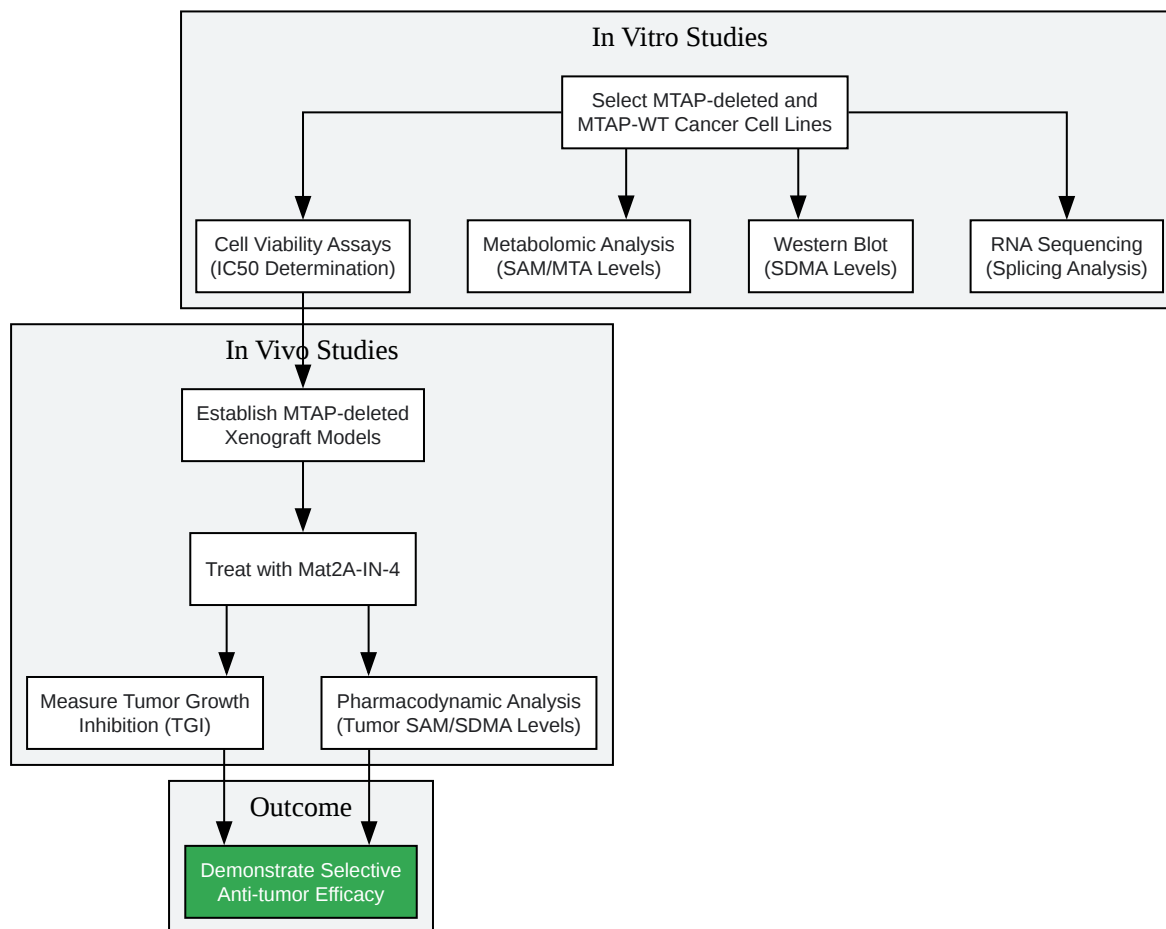 In Vitro Studies
Select MTAP-deleted and
MTAP-WT Cancer Cell Lines
Cell Viability Assays
(IC50 Determination)
Metabolomic Analysis
(SAM/MTA Levels)
Western Blot
(SDMA Levels)
RNA Sequencing
(Splicing Analysis)
In Vivo Studies
Establish MTAP-deleted
Xenograft Models
Treat with Mat2A-IN-4
Measure Tumor Growth
Inhibition (TGI)
Pharmacodynamic Analysis
(Tumor SAM/SDMA Levels)
Outcome
Demonstrate Selective
Anti-tumor Efficacy